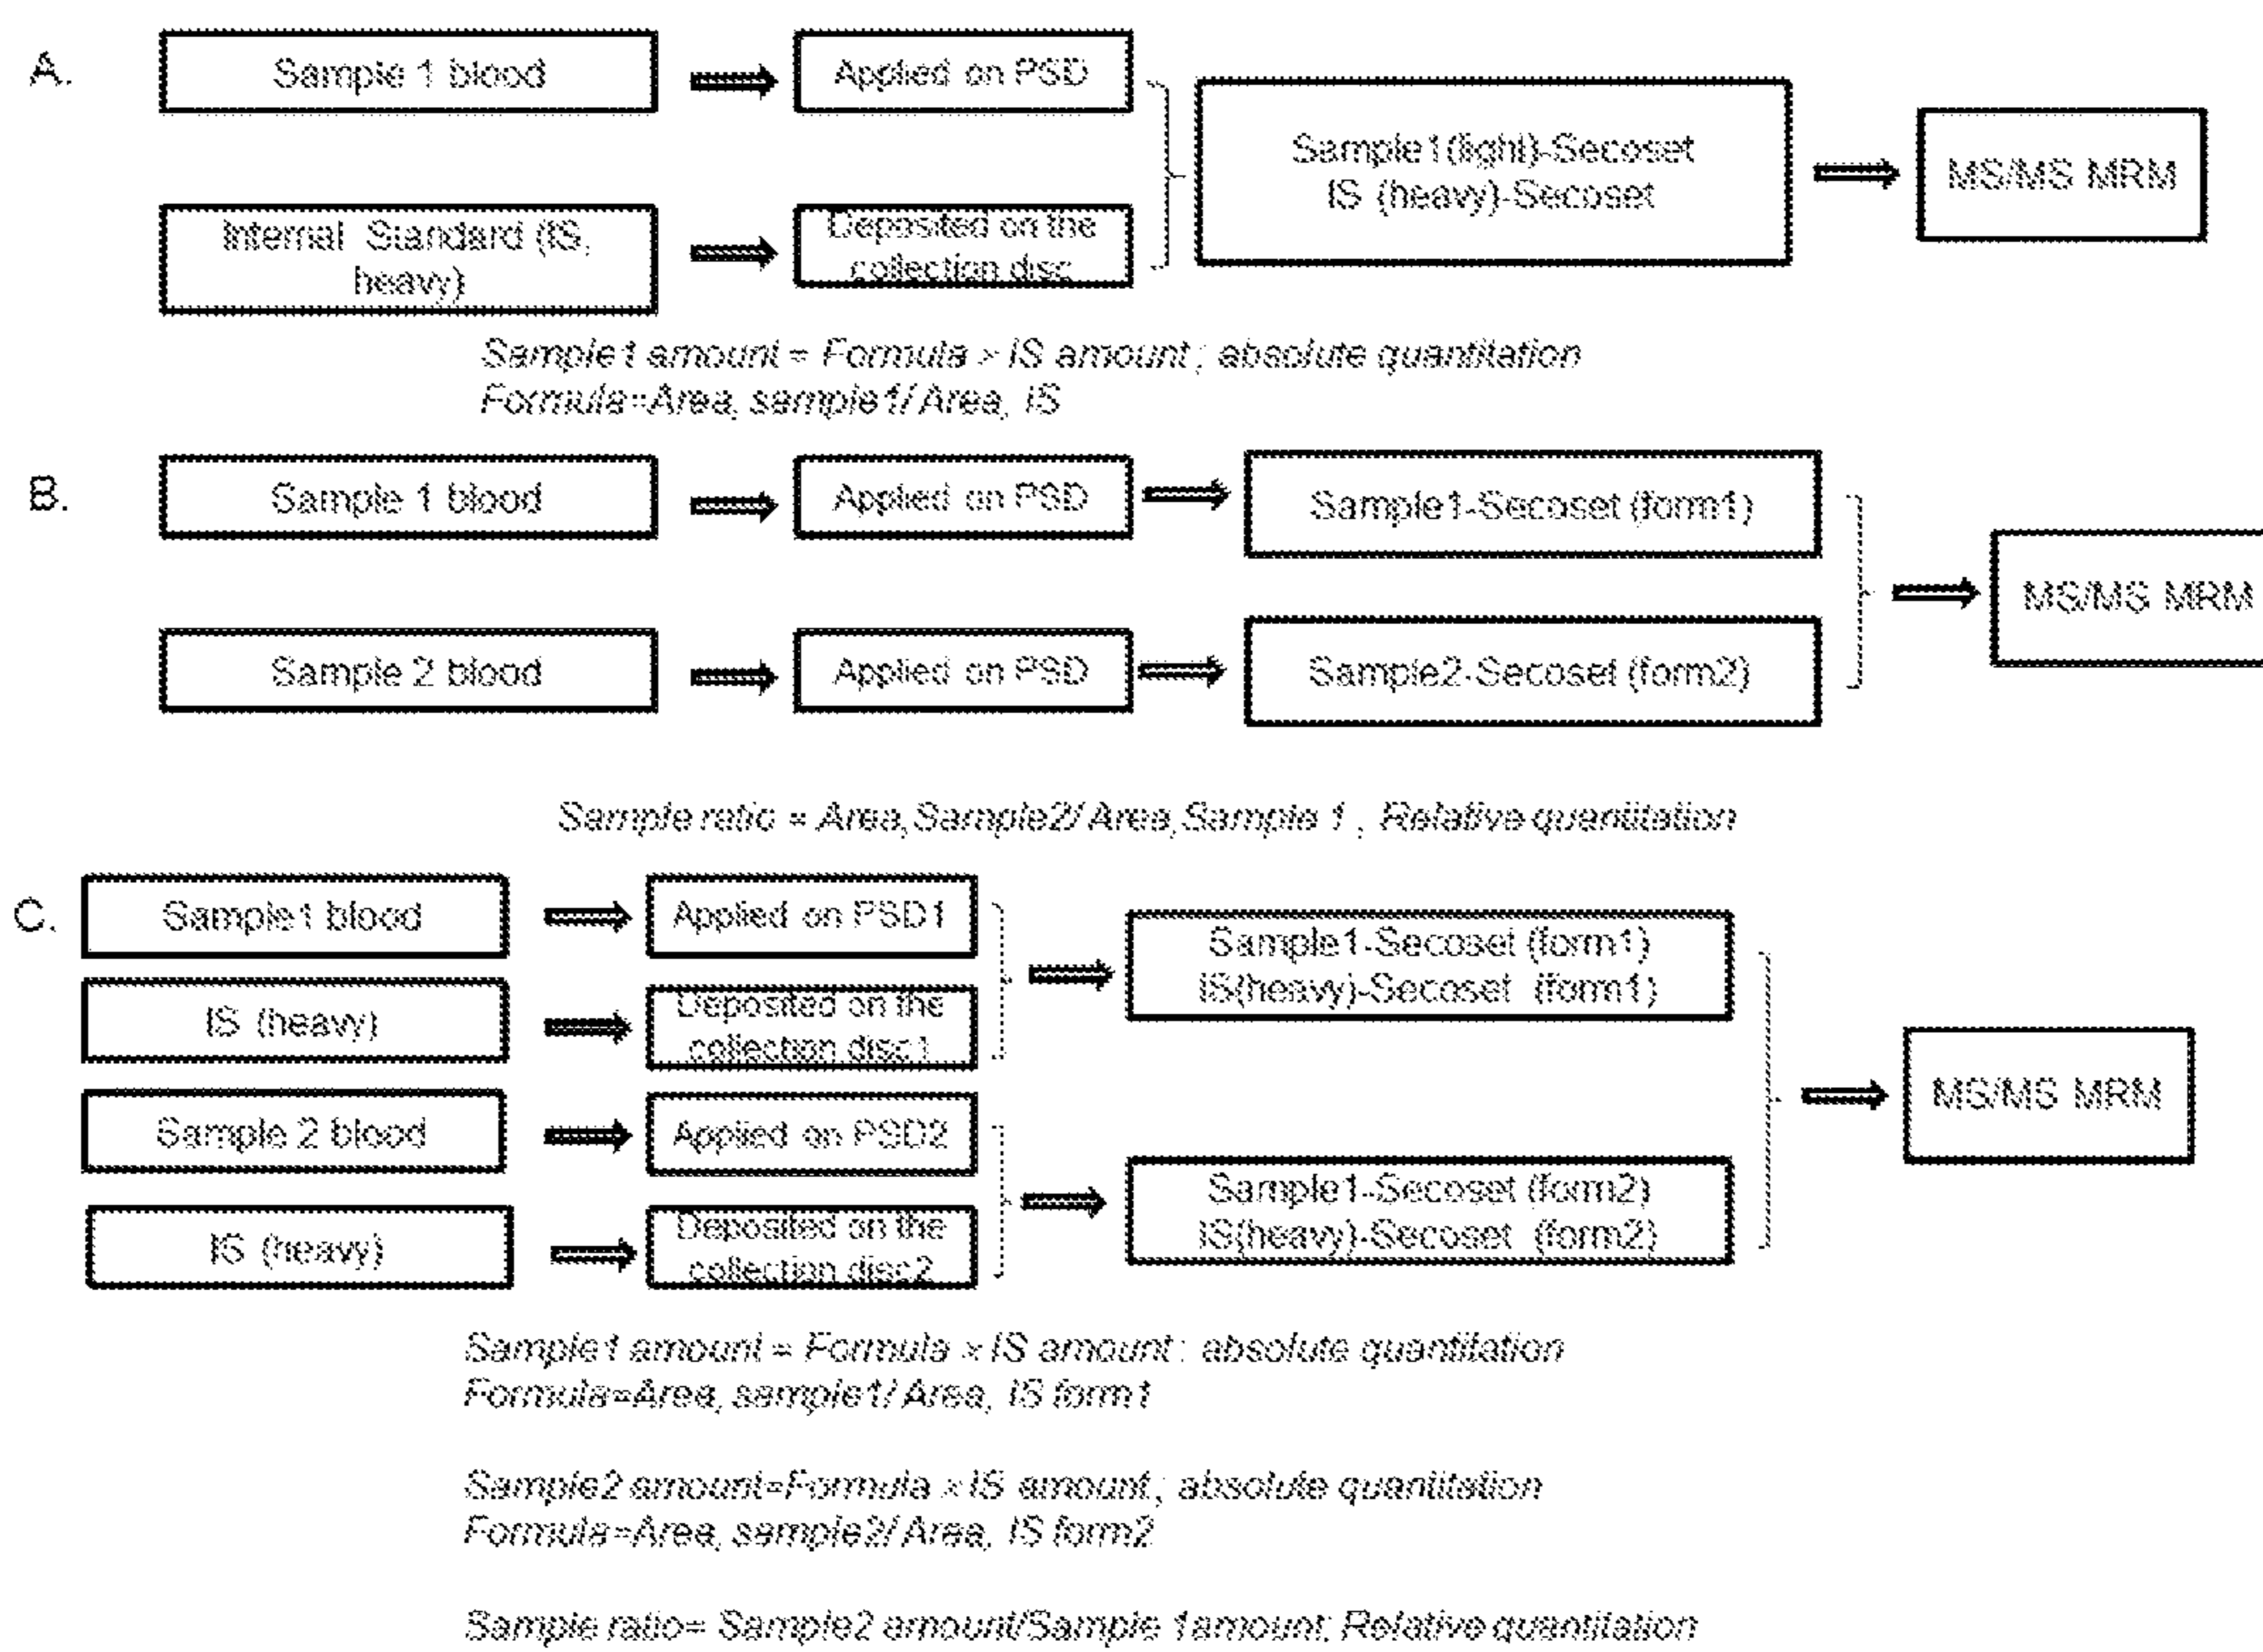 A.
Sample 1 blood
Applied on PSD
Sample1(light)-Secoset
IS (heavy)-Secoset
MS/MS MRM
Internal Standard (IS,
heavy)
Deposited on the
collection disc
Sample1 amount = Formula × IS amount ; absolute quantitation
Formula=Area, sample1/Area, IS
B.
Sample 1 blood
Applied on PSD
Sample1-Secoset (form1)
MS/MS MRM
Sample 2 blood
Applied on PSD
Sample2-Secoset (form2)
Sample ratio = Area,Sample2/Area,Sample 1 , Relative quantitation
C.
Sample1 blood
Applied on PSD1
Sample1-Secoset (form1)
IS(heavy)-Secoset (form1)
IS (heavy)
Deposited on the
collection disc1
MS/MS MRM
Sample 2 blood
Applied on PSD2
Sample1-Secoset (form2)
IS(heavy)-Secoset (form2)
IS (heavy)
Deposited on the
collection disc2
Sample1 amount = Formula × IS amount ; absolute quantitation
Formula=Area, sample1/Area, IS form1
Sample2 amount=Formula × IS amount ; absolute quantitation
Formula=Area, sample2/Area, IS form2
Sample ratio= Sample2 amount/Sample 1amount; Relative quantitation